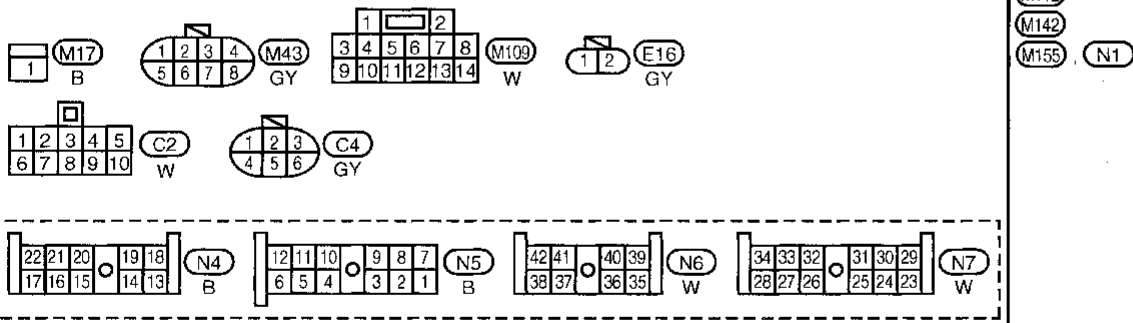 1 M17 B
1 2 3 4 5 6 7 8 M43 GY
1 2 3 4 5 6 7 8 9 10 11 12 13 14 M109 W
1 2 E16 GY
M142
M155 , N1
1 2 3 4 5 6 7 8 9 10 C2 W
1 2 3 4 5 6 C4 GY
22 21 20 19 18 17 16 15 14 13 N4 B
12 11 10 9 8 7 6 5 4 3 2 1 N5 B
42 41 40 39 38 37 36 35 N6 W
34 33 32 31 30 29 28 27 26 25 24 23 N7 W